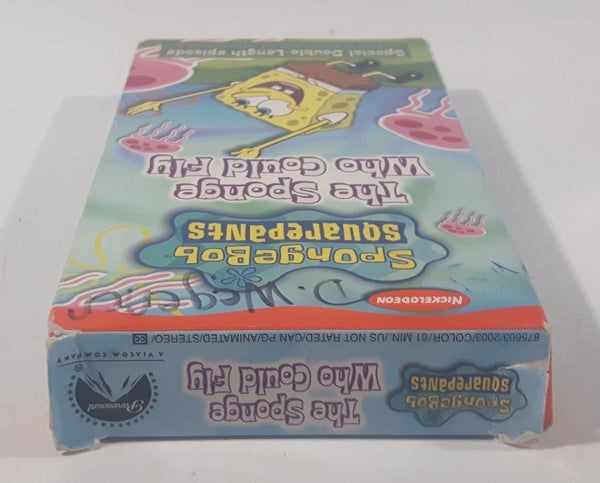 Special Double Length episode
The Sponge
Who Could Fly
SpongeBob
SquarePants
™
D.
NICKELODEON
875603/2003/COLOR/61 MIN./US NOT RATED/CAN PG/ANIMATED/STEREO/ CC
SpongeBob
SquarePants
The Sponge
Who Could Fly
Paramount
®
A VIACOM COMPANY